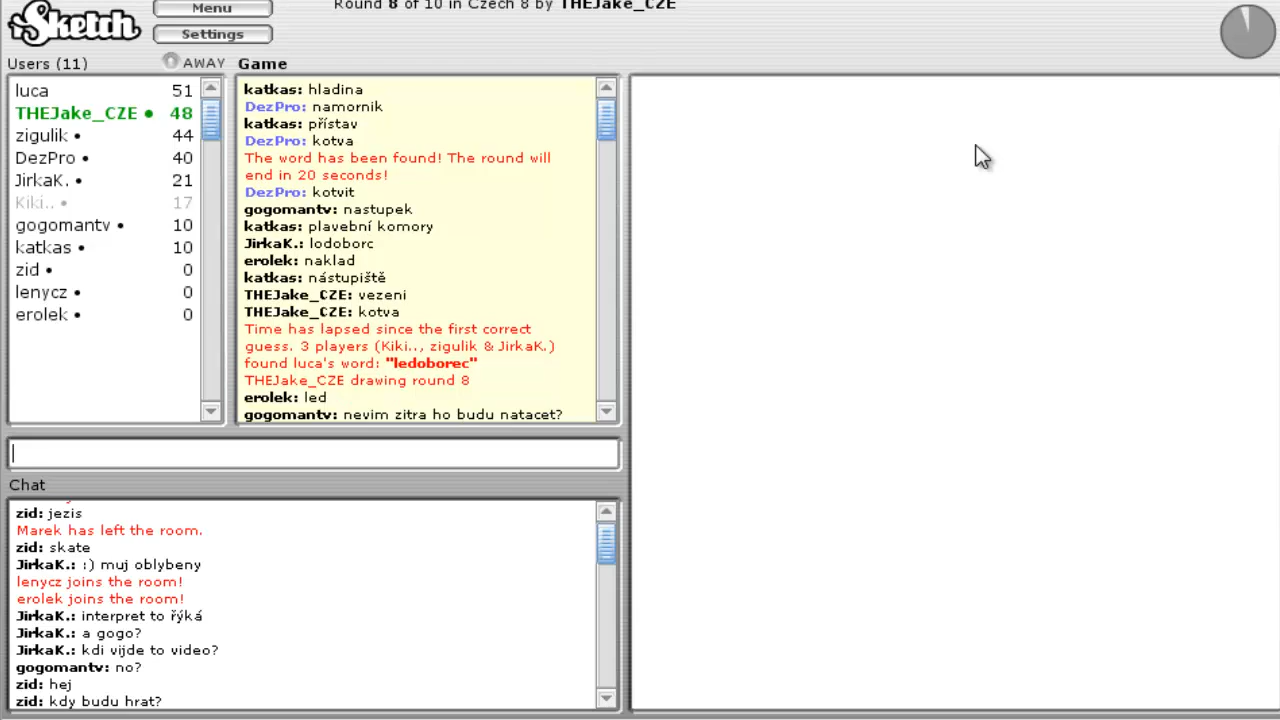 iSketch
Menu
Settings
Round 8 of 10 in Czech 8 by THEJake_CZE
Users (11)
AWAY
Game
luca 51
THEJake_CZE • 48
zigulik • 44
DezPro • 40
JirkaK. • 21
Kiki.. • 17
gogomantv • 10
katkas • 10
zid • 0
lenycz • 0
erolek • 0
katkas: hladina
DezPro: namornik
katkas: přístav
DezPro: kotva
The word has been found! The round will
end in 20 seconds!
DezPro: kotvit
gogomantv: nastupek
katkas: plavební komory
JirkaK.: lodoborc
erolek: naklad
katkas: nástupiště
THEJake_CZE: vezeni
THEJake_CZE: kotva
Time has lapsed since the first correct
guess. 3 players (Kiki.., zigulik & JirkaK.)
found luca's word: "ledoborec"
THEJake_CZE drawing round 8
erolek: led
gogomantv: nevim zitra ho budu natacet?
Chat
zid: jezis
Marek has left the room.
zid: skate
JirkaK.: :) muj oblybeny
lenycz joins the room!
erolek joins the room!
JirkaK.: interpret to řýká
JirkaK.: a gogo?
JirkaK.: kdi vijde to video?
gogomantv: no?
zid: hej
zid: kdy budu hrat?